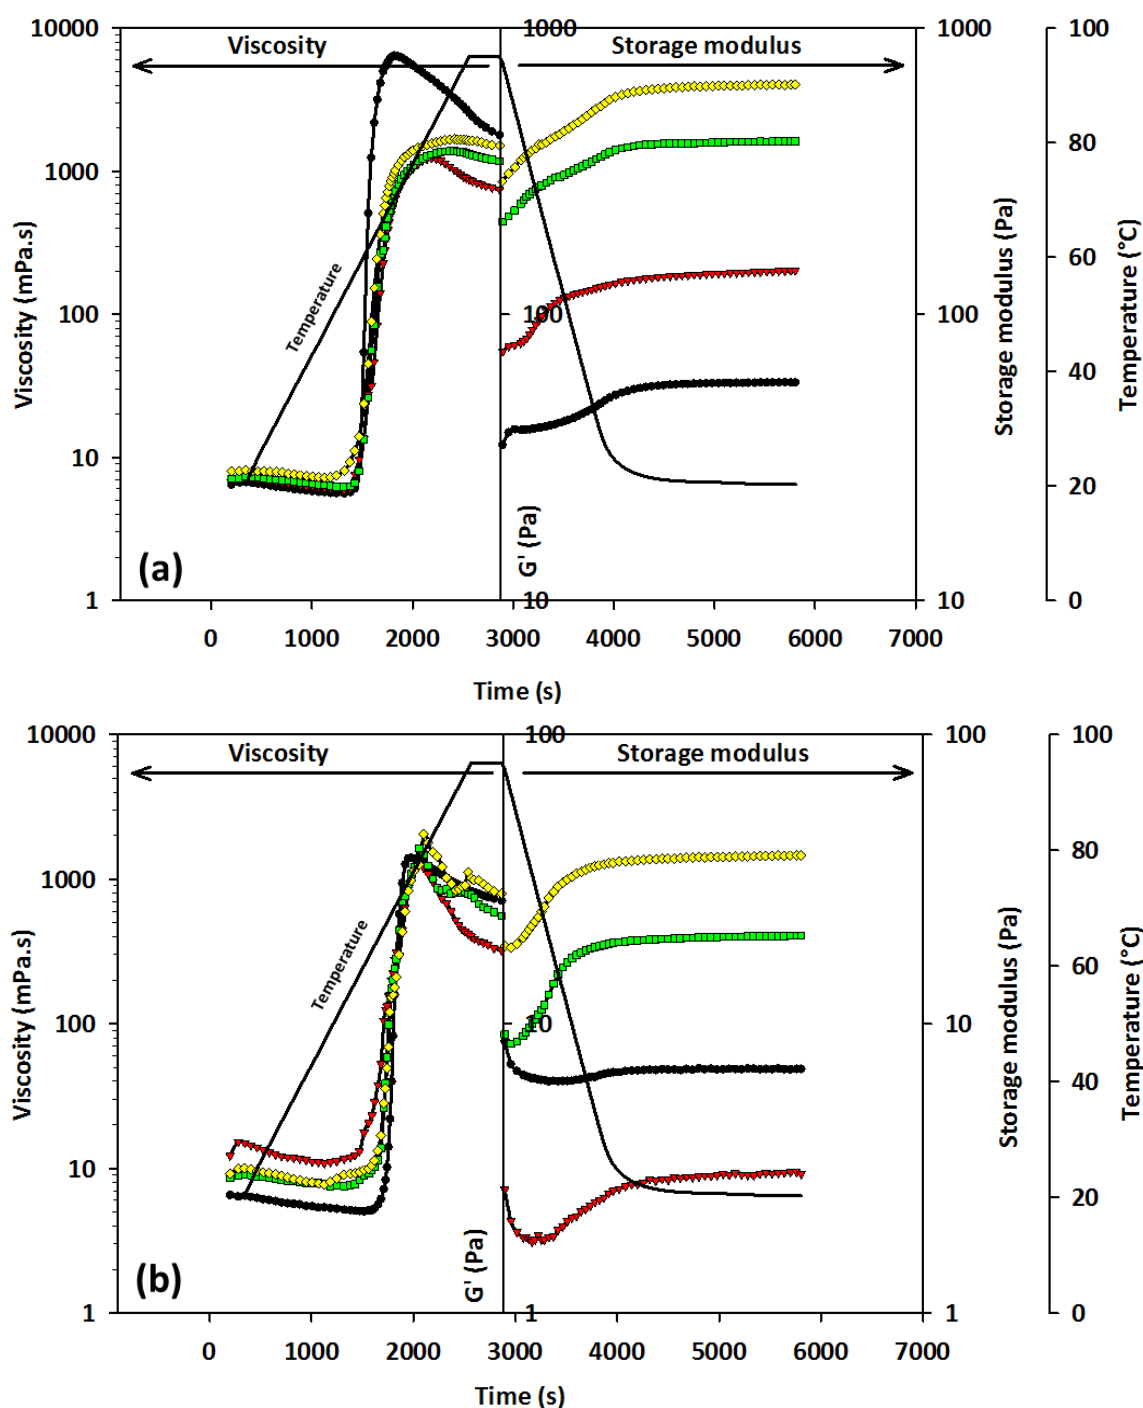 10000
1000
100
10
1
Viscosity (mPa.s)
Viscosity
Storage modulus
Temperature
(a)
1000
100
10
G' (Pa)
1000
100
10
Storage modulus (Pa)
100
80
60
40
20
0
Temperature (°C)
0 1000 2000 3000 4000 5000 6000 7000
Time (s)
10000
1000
100
10
1
Viscosity (mPa.s)
Viscosity
Storage modulus
Temperature
(b)
100
10
1
G' (Pa)
100
10
1
Storage modulus (Pa)
100
80
60
40
20
0
Temperature (°C)
0 1000 2000 3000 4000 5000 6000 7000
Time (s)